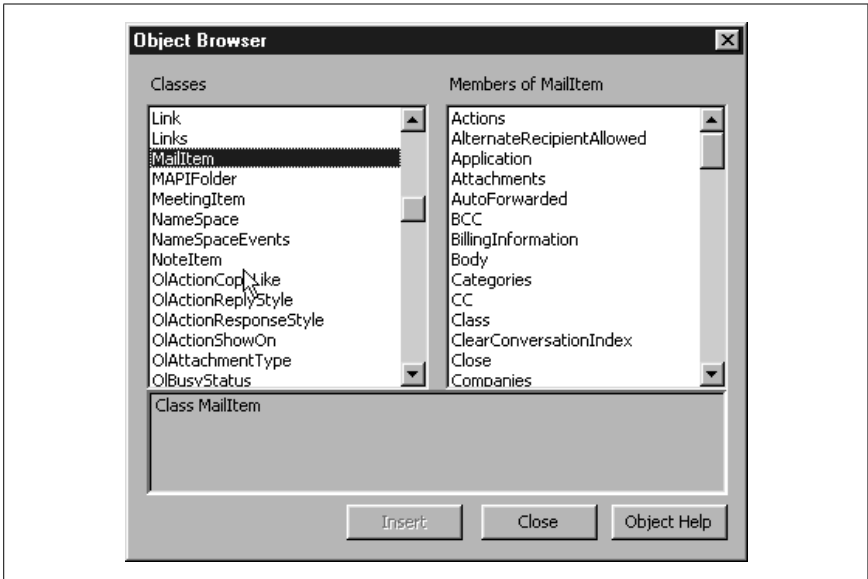 Object Browser
Classes
Members of MailItem
Link
Links
MailItem
MAPIFolder
MeetingItem
NameSpace
NameSpaceEvents
NoteItem
OlActionCopyLike
OlActionReplyStyle
OlActionResponseStyle
OlActionShowOn
OlAttachmentType
OlBusyStatus
Actions
AlternateRecipientAllowed
Application
Attachments
AutoForwarded
BCC
BillingInformation
Body
Categories
CC
Class
ClearConversationIndex
Close
Companies
Class MailItem
Insert
Close
Object Help